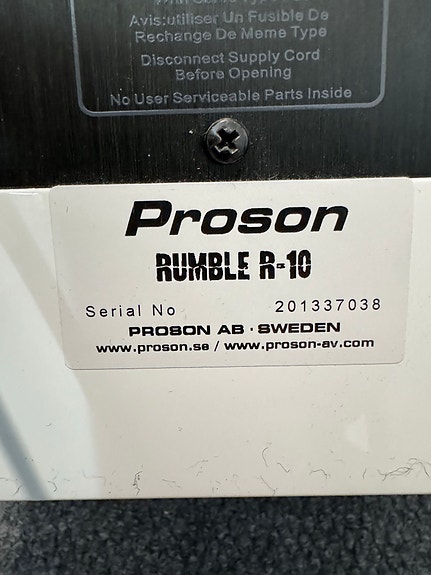 Avis:utiliser Un Fusible De
Rechange De Meme Type
Disconnect Supply Cord
Before Opening
No User Serviceable Parts Inside
Proson
RUMBLE R-10
Serial No 201337038
PROSON AB · SWEDEN
www.proson.se / www.proson-av.com